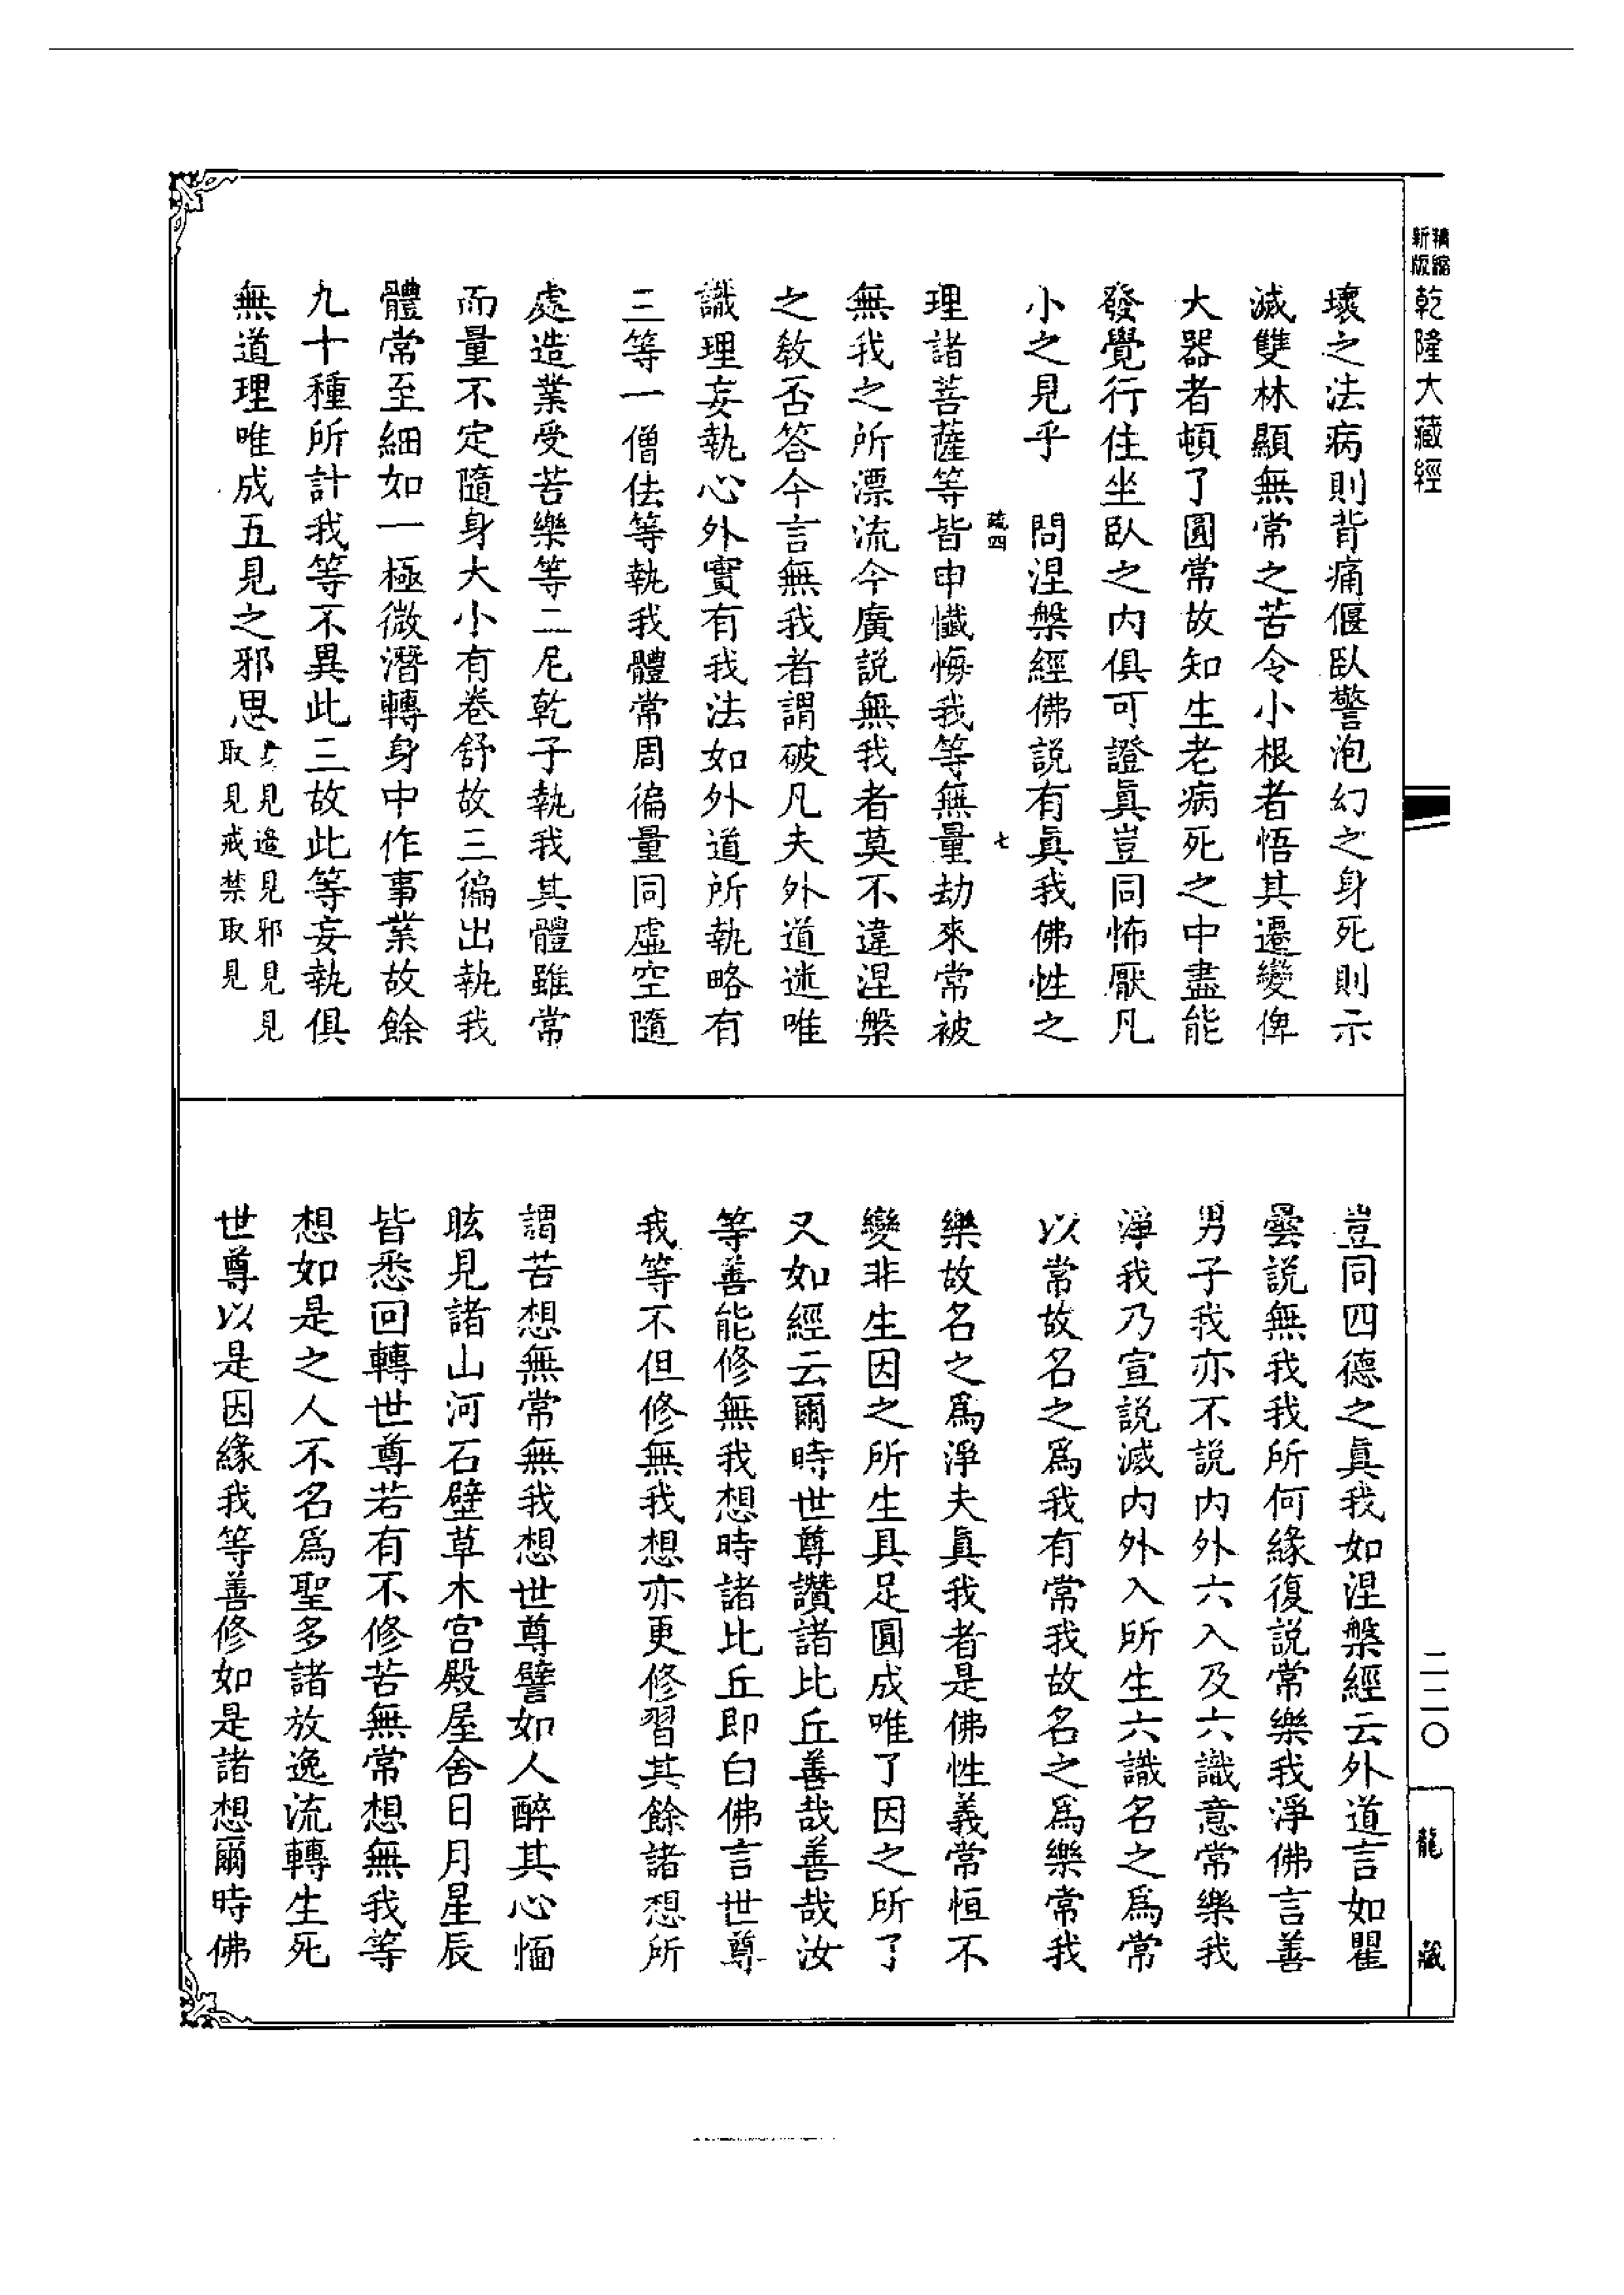 精縮
新版
乾隆大藏經
壞之法病則背痛偃臥警泡幻之身死則示
滅雙林顯無常之苦令小根者悟其遷變俾
大器者頓了圓常故知生老病死之中盡能
發覺行住坐臥之內俱可證真豈同怖厭凡
小之見乎　問涅槃經佛說有真我佛性之
疏四　七
理諸菩薩等皆申懺悔我等無量劫來常被
無我之所漂流今廣說無我者莫不違涅槃
之教否答今言無我者謂破凡夫外道迷唯
識理妄執心外實有我法如外道所執略有
三等一僧佉等執我體常周徧量同虛空隨
處造業受苦樂等二尼乾子執我其體雖常
而量不定隨身大小有卷舒故三徧出執我
體常至細如一極微潛轉身中作事業故餘
九十種所計我等不異此三故此等妄執俱
無道理唯成五見之邪思
身見邊見邪見見
取見戒禁取見
豈同四德之眞我如涅槃經云外道言如瞿
曇說無我我所何緣復說常樂我淨佛言善
男子我亦不說內外六入及六識意常樂我
淨我乃宣說滅內外入所生六識名之爲常
以常故名之爲我有常我故名之爲樂常我
樂故名之爲淨夫眞我者是佛性義常恒不
變非生因之所生具足圓成唯了因之所了
又如經云爾時世尊讚諸比丘善哉善哉汝
等善能修無我想時諸比丘即白佛言世尊
我等不但修無我想亦更修習其餘諸想所
謂苦想無常無我想世尊譬如人醉其心愐
眩見諸山河石壁草木宮殿屋舍日月星辰
皆悉回轉世尊若有不修苦無常想無我等
想如是之人不名爲聖多諸放逸流轉生死
世尊以是因緣我等善修如是諸想爾時佛
二二〇
龍藏